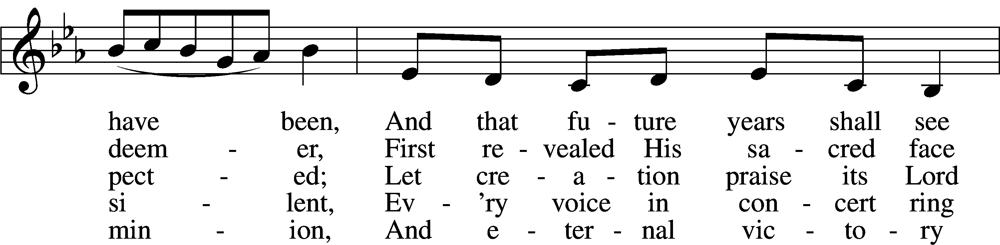 have been, And that fu - ture years shall see
deem - er, First re - vealed His sa - cred face
pect - ed; Let cre - a - tion praise its Lord
si - lent, Ev - ’ry voice in con - cert ring
min - ion, And e - ter - nal vic - to - ry